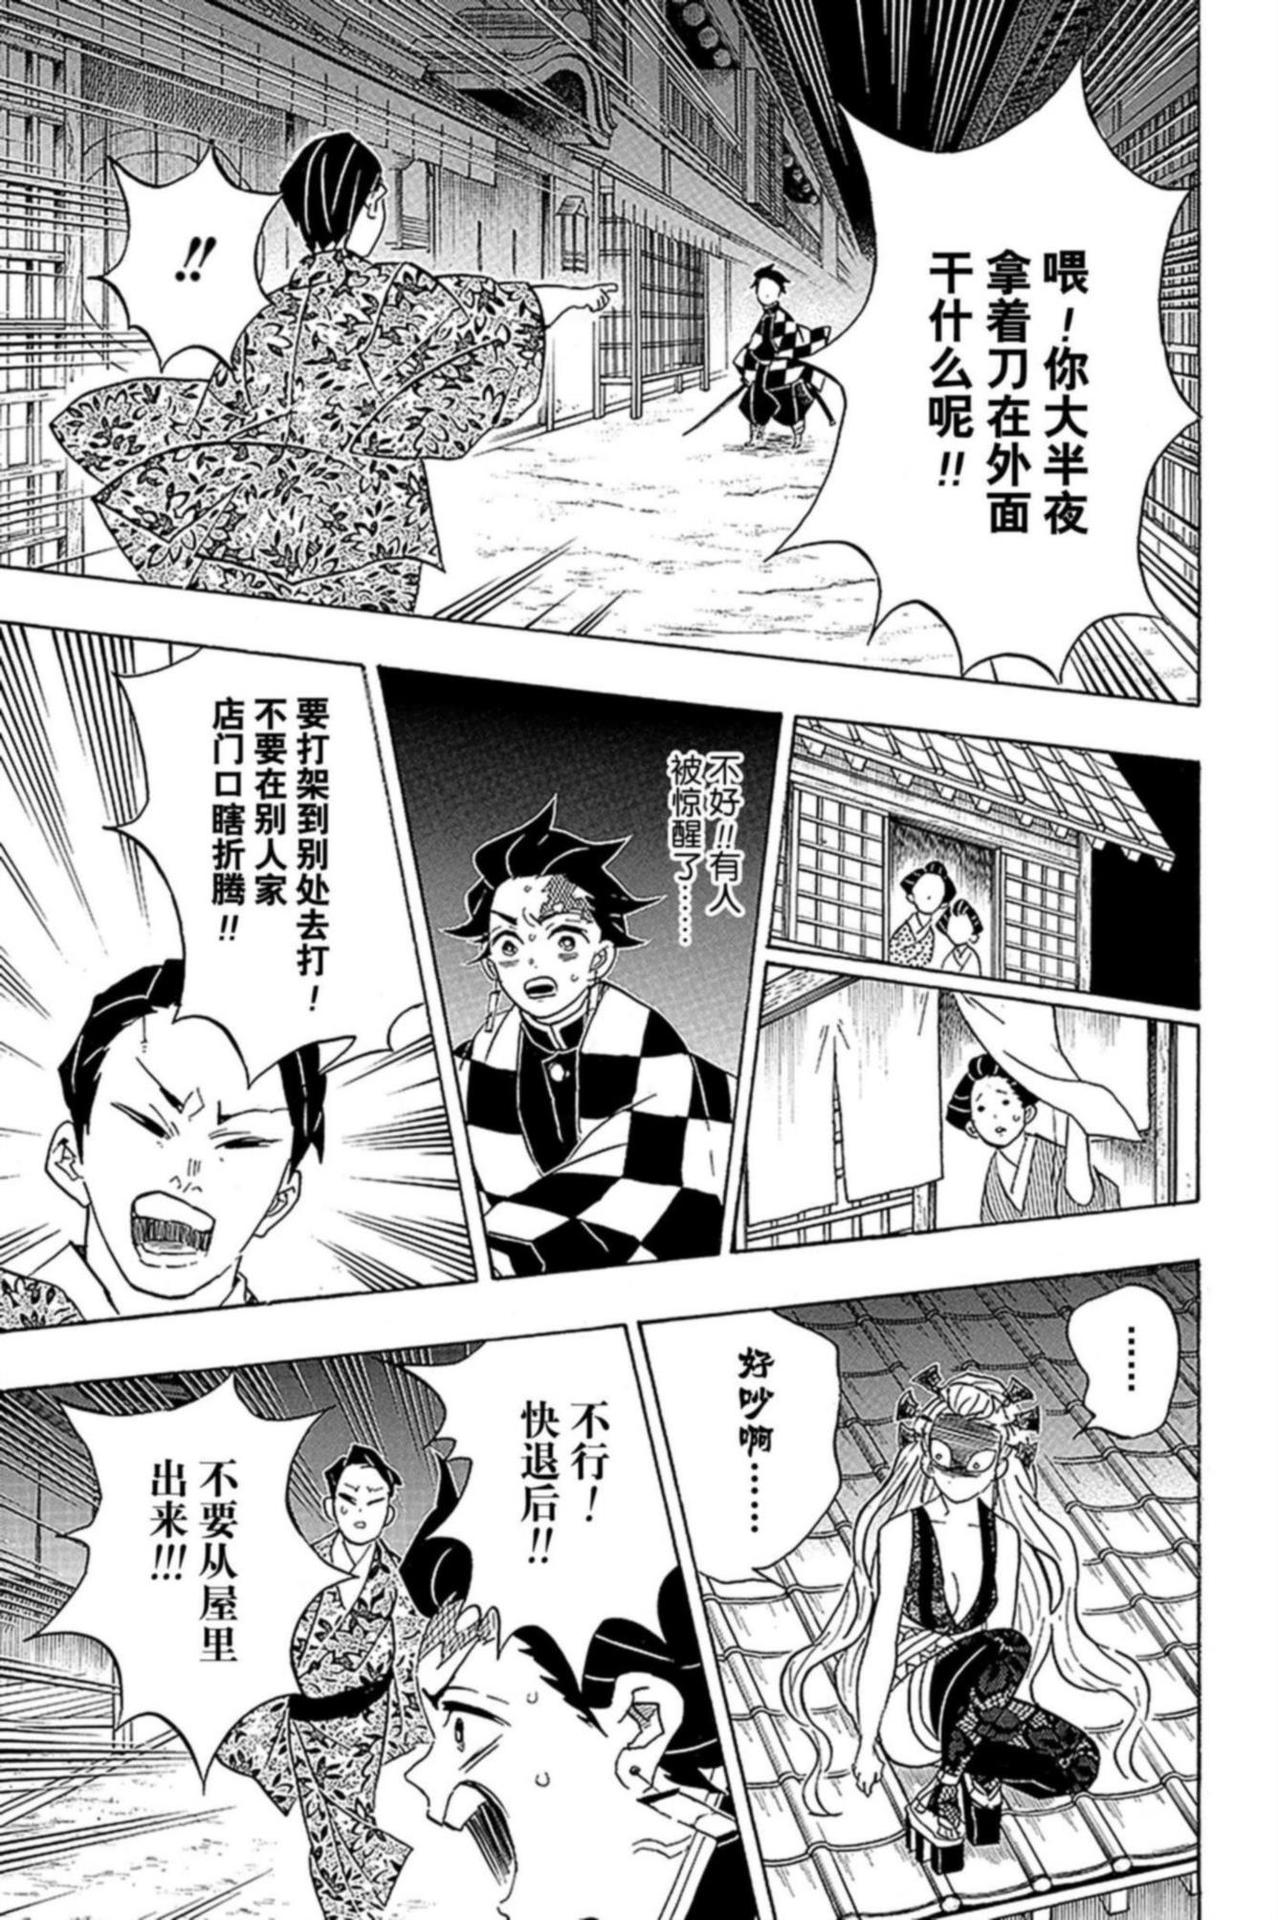 喂！你大半夜
拿着刀在外面
干什么呢!!
!!
不好!!有人
被惊醒了……
要打架到别处去打！
不要在别人家
店门口瞎折腾!!
……
好吵啊……
不行！
快退后!!
不要从屋里
出来!!!